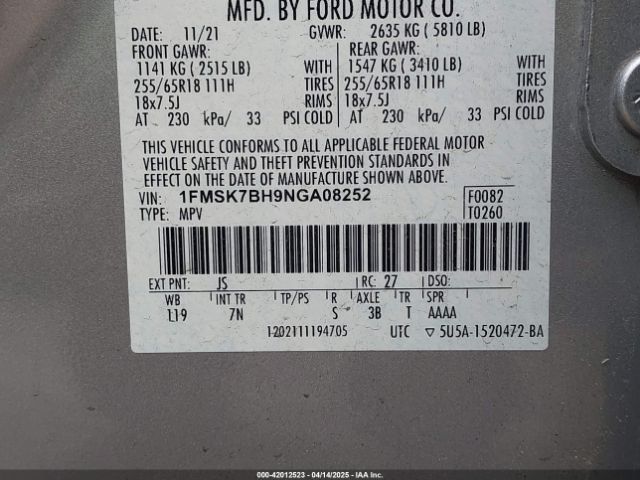 MFD. BY FORD MOTOR CO.
DATE: 11/21 GVWR: 2635 KG ( 5810 LB)
FRONT GAWR: REAR GAWR:
1141 KG ( 2515 LB) WITH 1547 KG ( 3410 LB) WITH
255/65R18 111H TIRES 255/65R18 111H TIRES
18x7.5J RIMS 18x7.5J RIMS
AT 230 kPa/ 33 PSI COLD AT 230 kPa/ 33 PSI COLD
THIS VEHICLE CONFORMS TO ALL APPLICABLE FEDERAL MOTOR
VEHICLE SAFETY AND THEFT PREVENTION STANDARDS IN
EFFECT ON THE DATE OF MANUFACTURE SHOWN ABOVE.
VIN: 1FMSK7BH9NGA08252 F0082
TYPE: MPV T0260
EXT PNT: JS RC: 27 DSO:
WB INT TR TP/PS R AXLE TR SPR
119 7N S 3B T AAAA
1202111194705 UTC ▽ 5U5A-1520472-BA
000-42012523 - 04/14/2025 - IAAI.COM